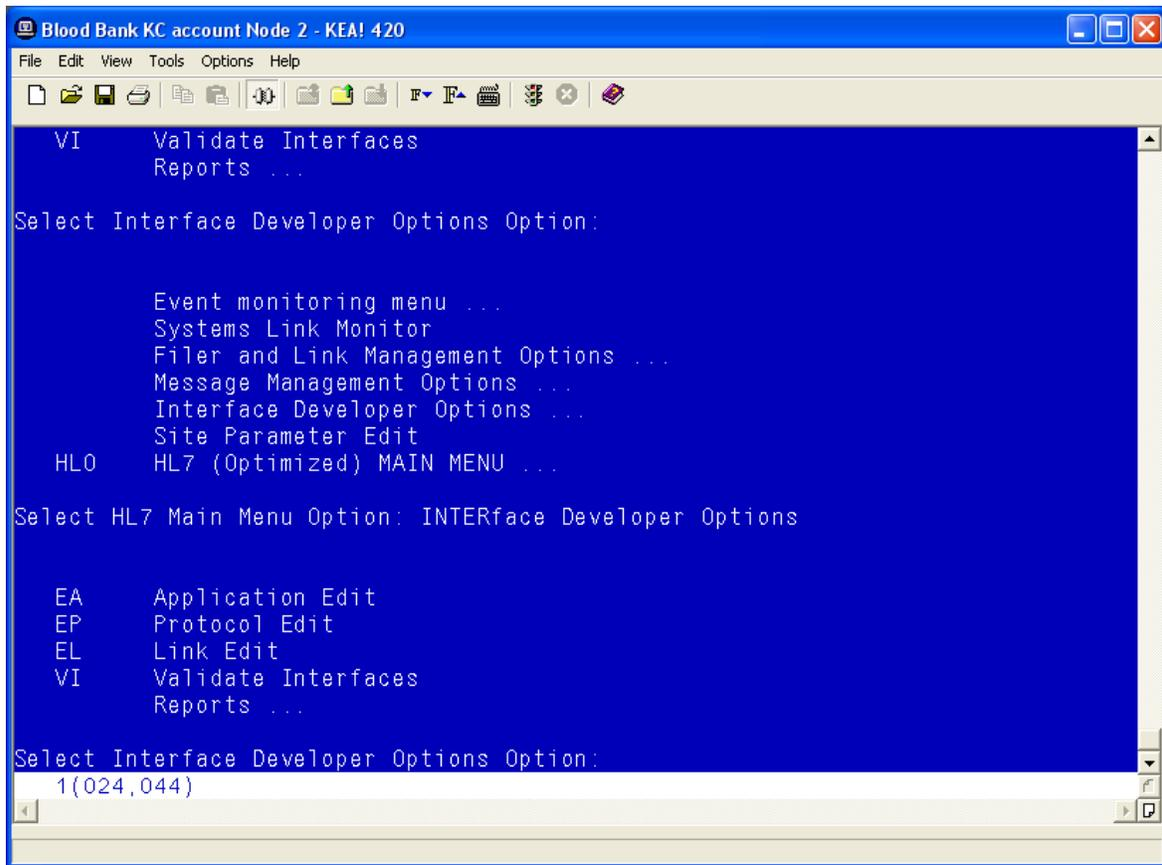 Blood Bank KC account Node 2 - KEA! 420
File Edit View Tools Options Help
VI Validate Interfaces
Reports ...
Select Interface Developer Options Option:
Event monitoring menu ...
Systems Link Monitor
Filer and Link Management Options ...
Message Management Options ...
Interface Developer Options ...
Site Parameter Edit
HLO HL7 (Optimized) MAIN MENU ...
Select HL7 Main Menu Option: INTERface Developer Options
EA Application Edit
EP Protocol Edit
EL Link Edit
VI Validate Interfaces
Reports ...
Select Interface Developer Options Option:
1(024,044)